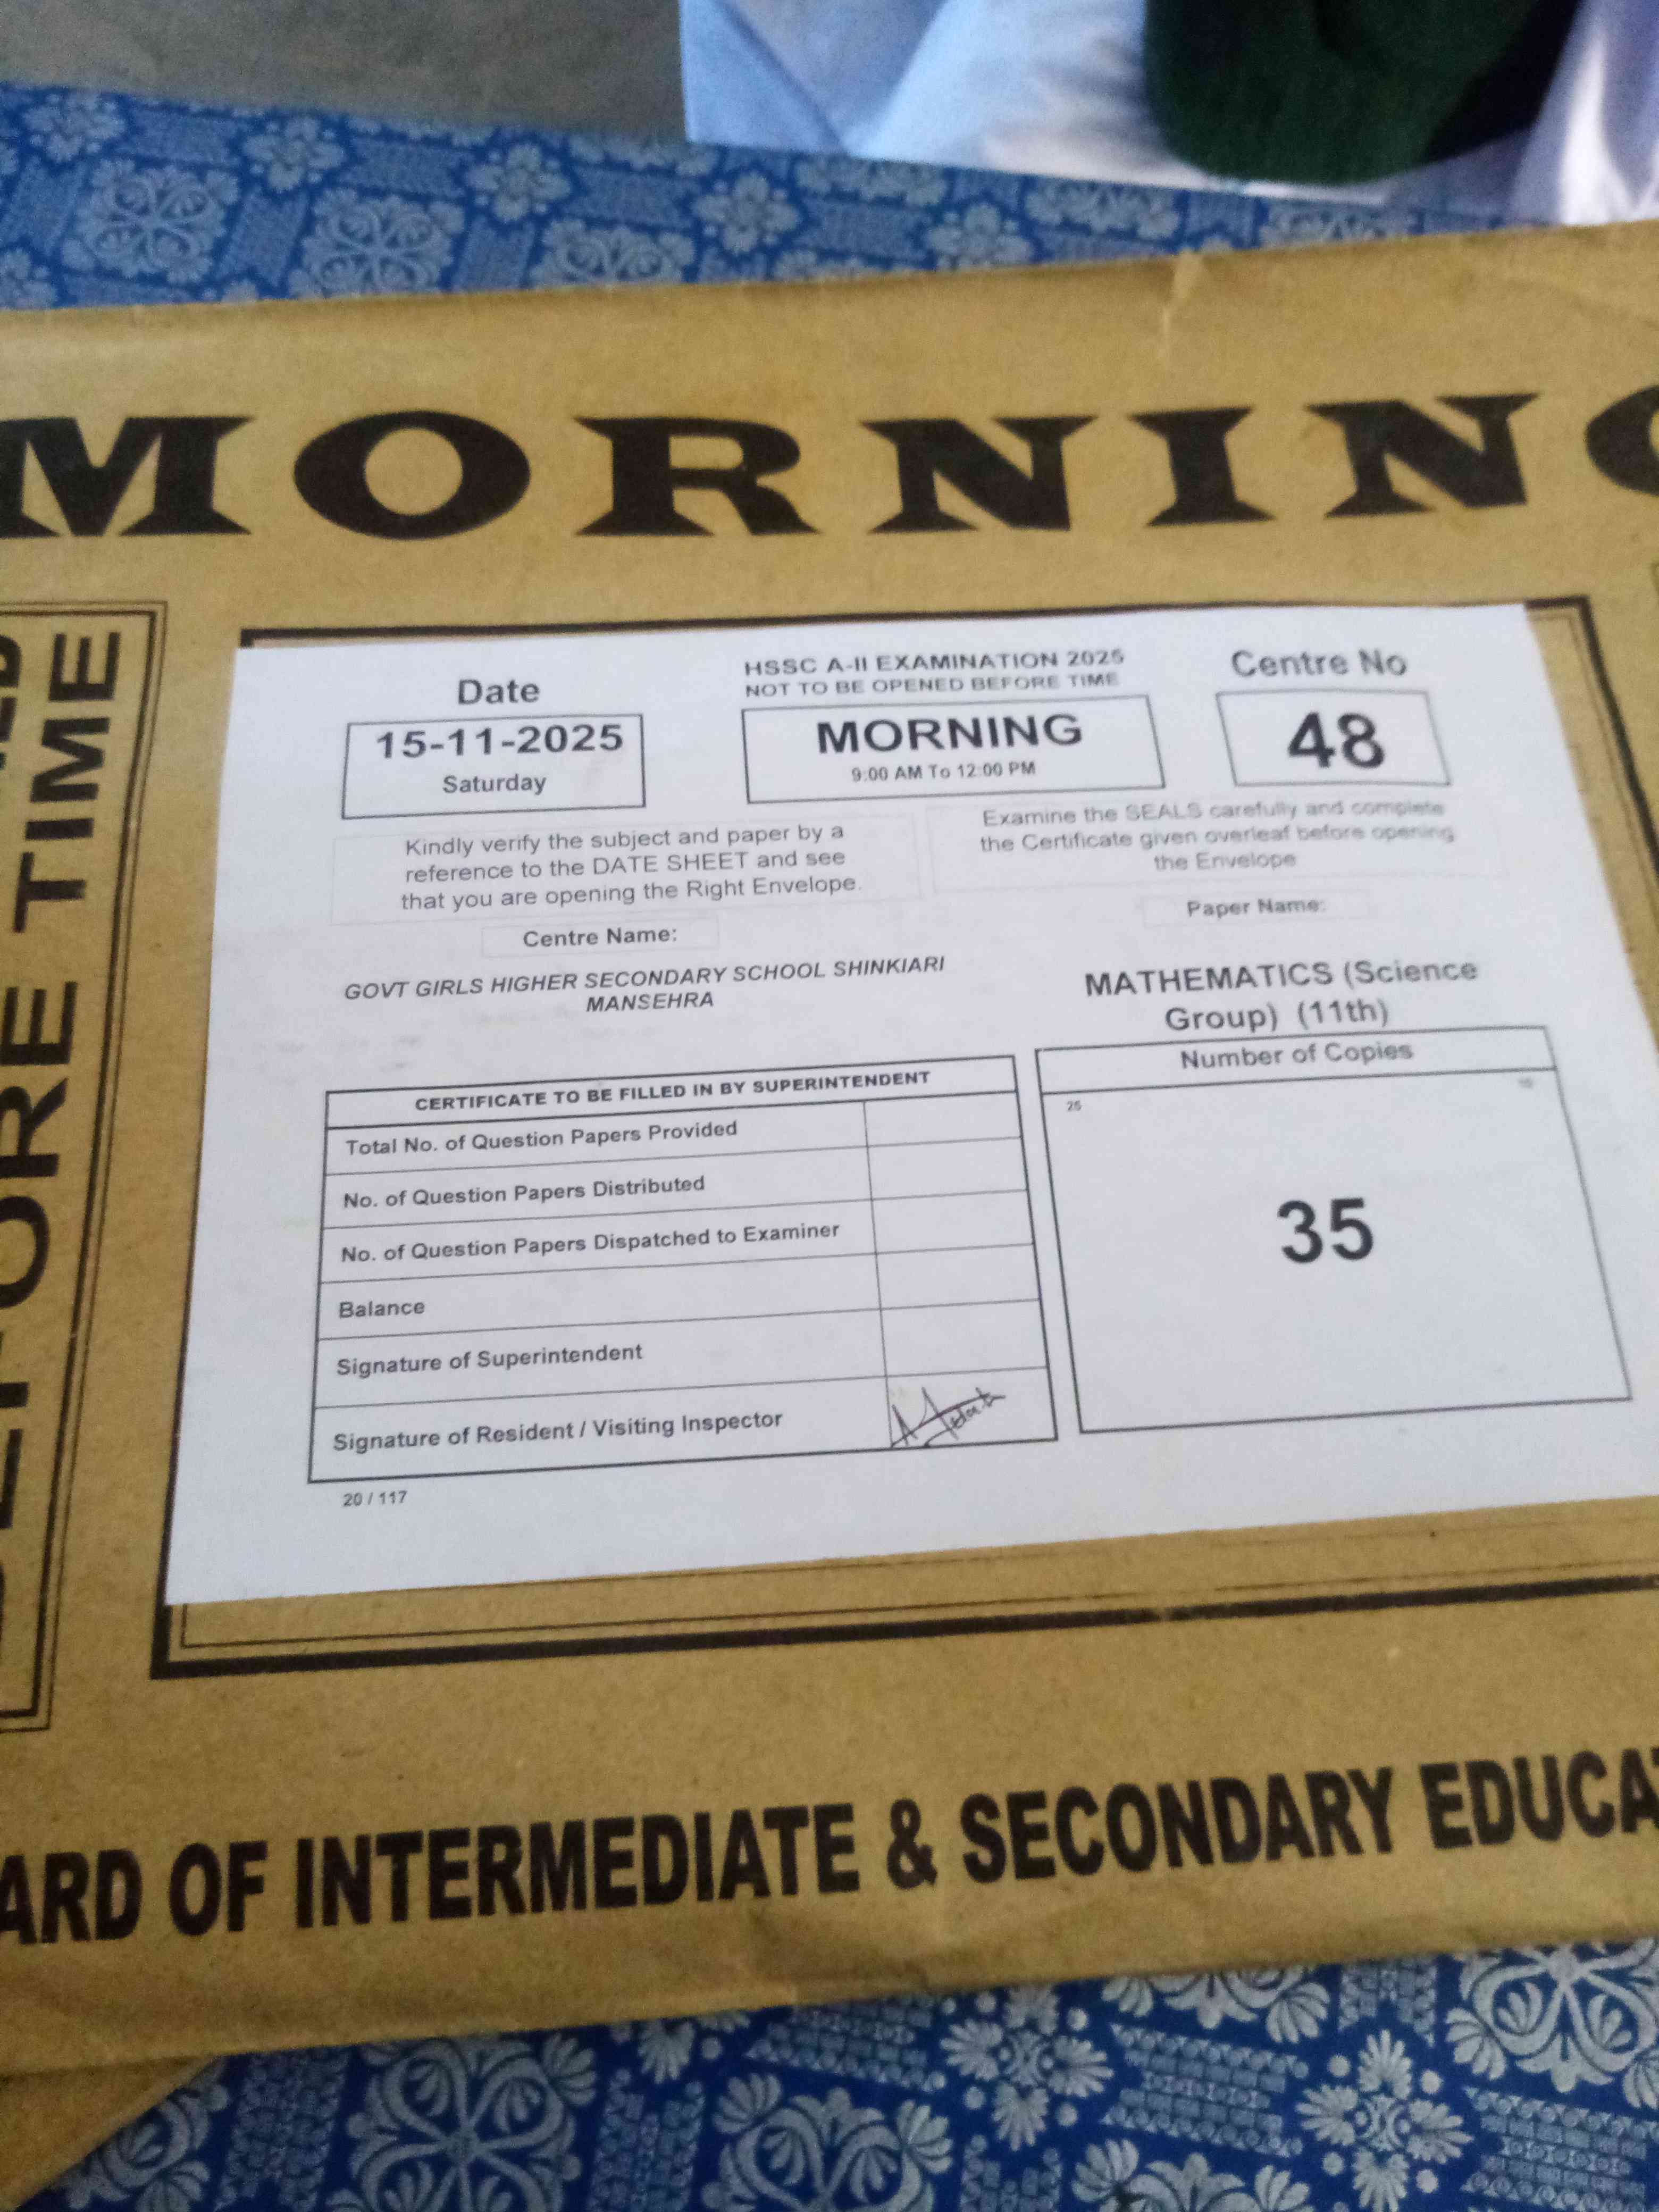 MORNIN
BEFORE TIME
Date
15-11-2025
Saturday
HSSC A-II EXAMINATION 2025
NOT TO BE OPENED BEFORE TIME
MORNING
9:00 AM To 12:00 PM
Centre No
48
Kindly verify the subject and paper by a
reference to the DATE SHEET and see
that you are opening the Right Envelope.
Examine the SEALS carefully and complete
the Certificate given overleaf before opening
the Envelope
Centre Name:
GOVT GIRLS HIGHER SECONDARY SCHOOL SHINKIARI
MANSEHRA
Paper Name:
MATHEMATICS (Science
Group) (11th)
CERTIFICATE TO BE FILLED IN BY SUPERINTENDENT
Total No. of Question Papers Provided
No. of Question Papers Distributed
No. of Question Papers Dispatched to Examiner
Balance
Signature of Superintendent
Signature of Resident / Visiting Inspector
20 / 117
Number of Copies
25
35
ARD OF INTERMEDIATE & SECONDARY EDUCA